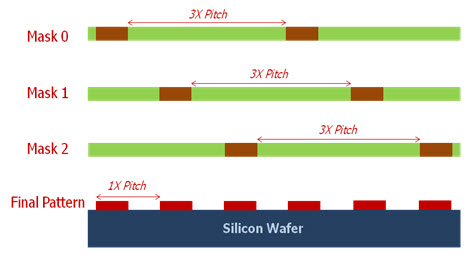 3X Pitch
Mask 0
3X Pitch
Mask 1
3X Pitch
Mask 2
1X Pitch
Final Pattern
Silicon Wafer